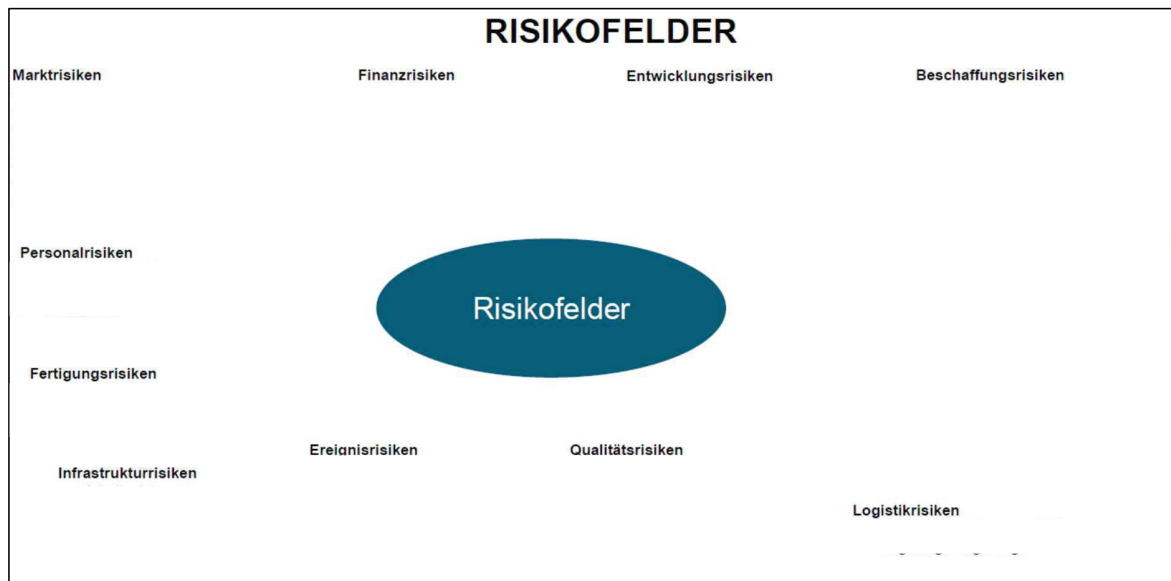 RISIKOFELDER
Marktrisiken
Finanzrisiken
Entwicklungsrisiken
Beschaffungsrisiken
Personalrisiken
Risikofelder
Fertigungsrisiken
Ereignisrisiken
Qualitätsrisiken
Infrastrukturrisiken
Logistikrisiken